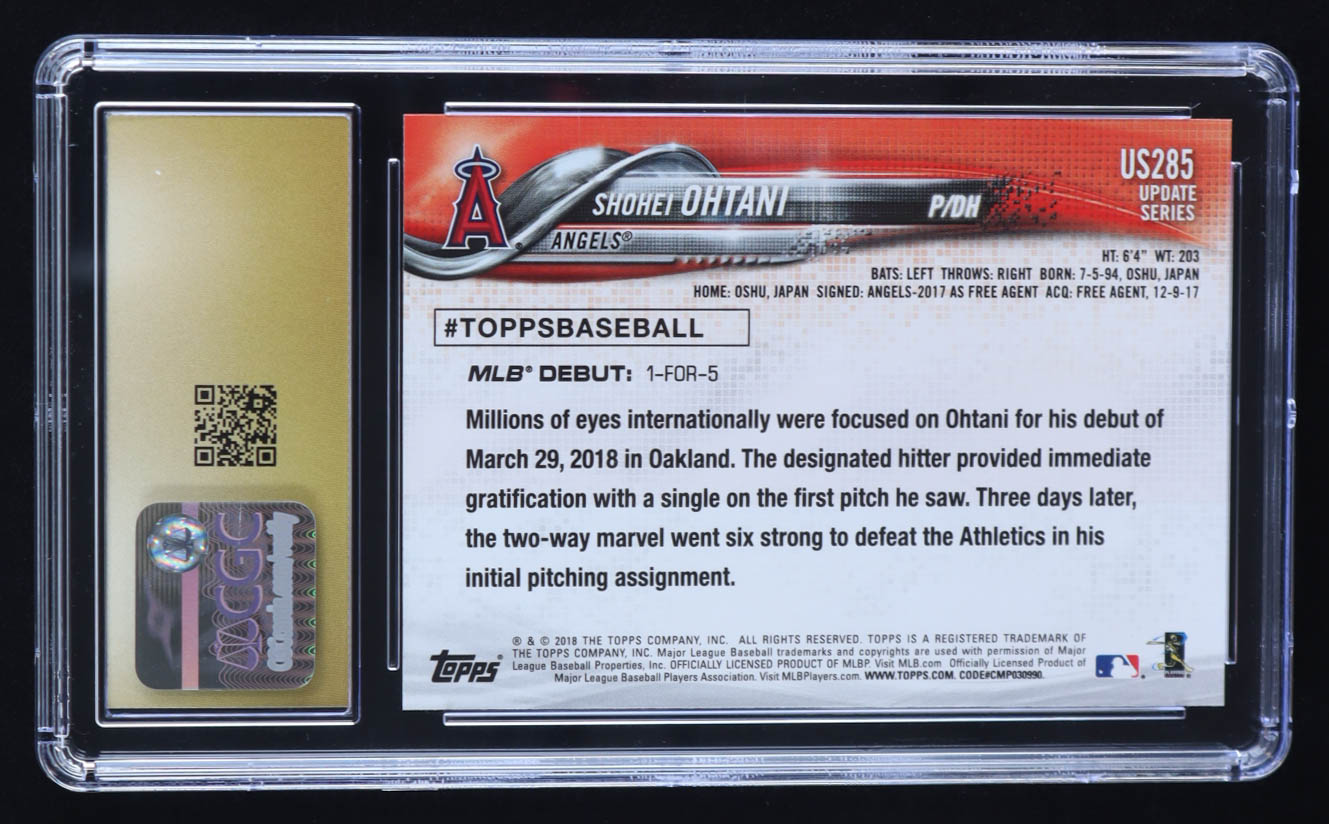 SHOHEI OHTANI
P/DH
ANGELS®
US285
UPDATE
SERIES
HT: 6'4" WT: 203
BATS: LEFT THROWS: RIGHT BORN: 7-5-94, OSHU, JAPAN
HOME: OSHU, JAPAN SIGNED: ANGELS-2017 AS FREE AGENT ACQ: FREE AGENT, 12-9-17
#TOPPSBASEBALL
MLB® DEBUT: 1-FOR-5
Millions of eyes internationally were focused on Ohtani for his debut of
March 29, 2018 in Oakland. The designated hitter provided immediate
gratification with a single on the first pitch he saw. Three days later,
the two-way marvel went six strong to defeat the Athletics in his
initial pitching assignment.
® & © 2018 THE TOPPS COMPANY, INC. ALL RIGHTS RESERVED. TOPPS IS A REGISTERED TRADEMARK OF
THE TOPPS COMPANY, INC. Major League Baseball trademarks and copyrights are used with permission of Major
League Baseball Properties, Inc. OFFICIALLY LICENSED PRODUCT OF MLBP. Visit MLB.com Officially Licensed Product of
Major League Baseball Players Association. Visit MLBPlayers.com. WWW.TOPPS.COM. CODE#CMP030990.
topps®
A
CGC